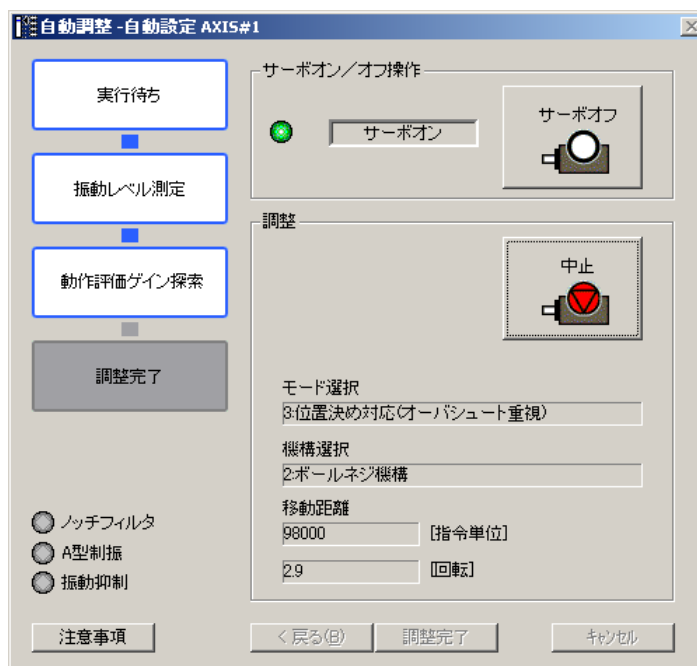 自動調整 -自動設定 AXIS#1
実行待ち
振動レベル測定
動作評価ゲイン探索
調整完了
ノッチフィルタ
A型制振
振動抑制
サーボオン／オフ操作
サーボオン
サーボオフ
調整
中止
モード選択
3:位置決め対応(オーバシュート重視)
機構選択
2:ボールネジ機構
移動距離
98000
[指令単位]
2.9
[回転]
注意事項
< 戻る(B)
調整完了
キャンセル